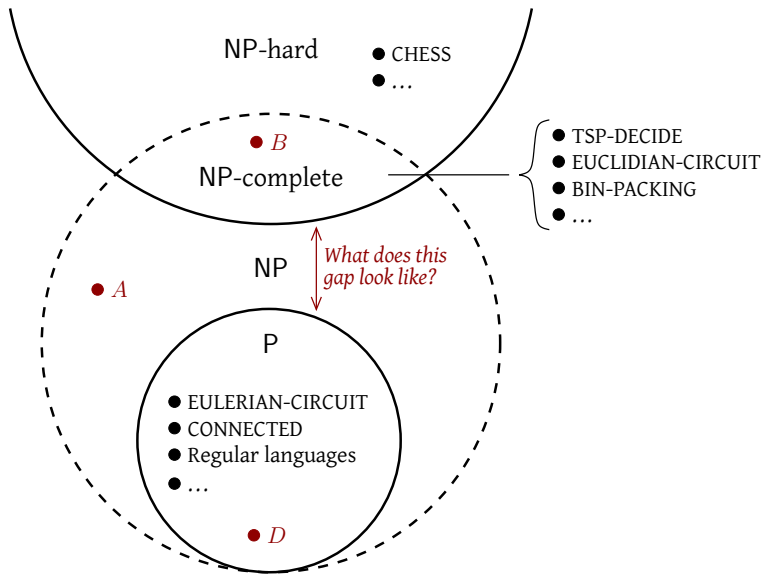 NP-hard
● CHESS
● ...
● B
NP-complete
● TSP-DECIDE
● EUCLIDIAN-CIRCUIT
● BIN-PACKING
● ...
NP
What does this
gap look like?
● A
P
● EULERIAN-CIRCUIT
● CONNECTED
● Regular languages
● ...
● D